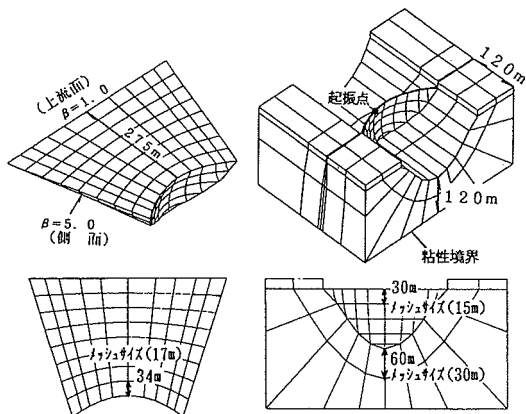 (上流面)
β=1.0
275m
β=5.0
(側 面)
起振点
120m
120m
粘性境界
メッシュサイズ(17m)
34m
30m
メッシュサイズ(15m)
60m
メッシュサイズ(30m)